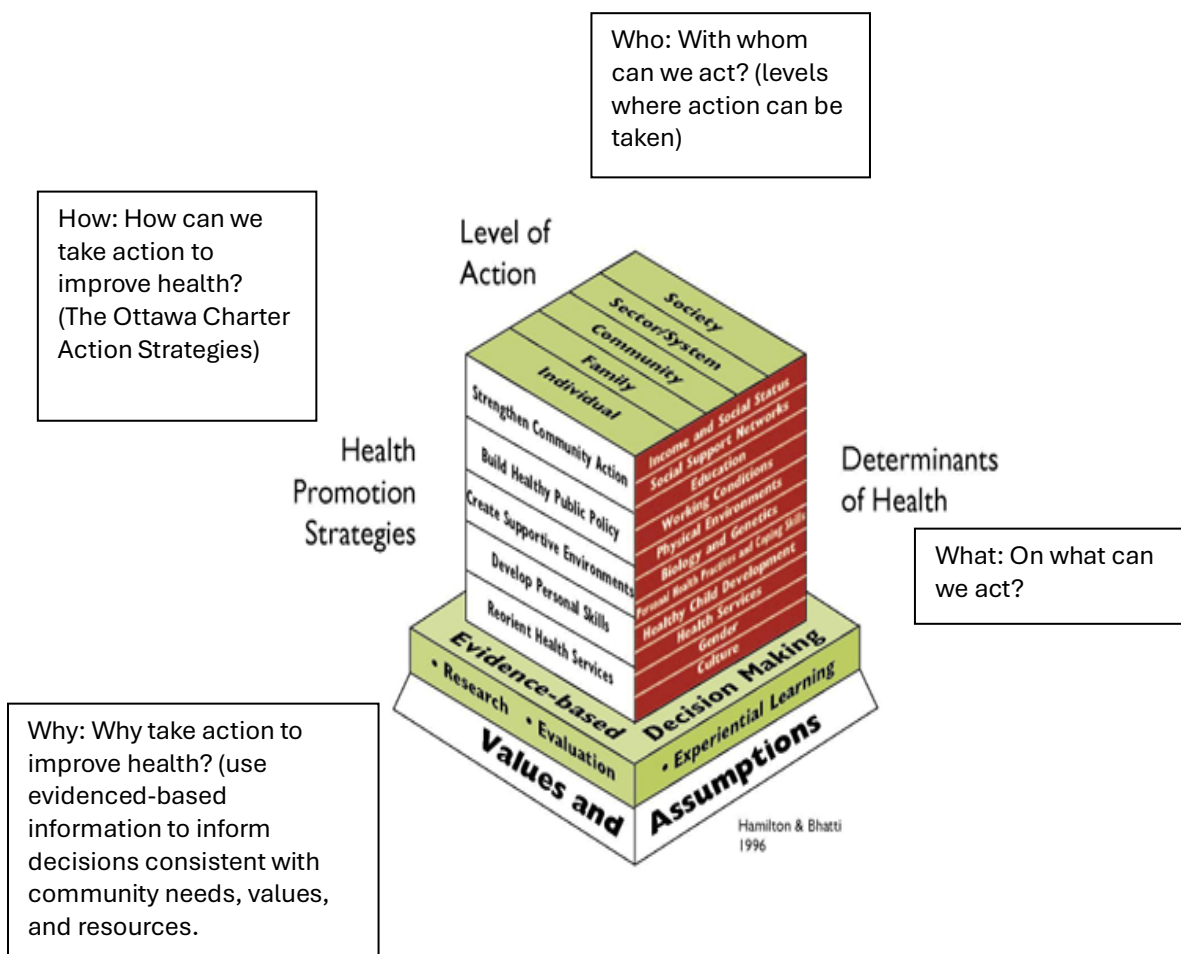 Who: With whom
can we act? (levels
where action can be
taken)
How: How can we
take action to
improve health?
(The Ottawa Charter
Action Strategies)
Level of
Action
Society
Sector/System
Community
Family
Individual
Health
Promotion
Strategies
Strengthen Community Action
Build Healthy Public Policy
Create Supportive Environments
Develop Personal Skills
Reorient Health Services
Income and Social Status
Social Support Networks
Education
Working Conditions
Physical Environments
Biology and Genetics
Personal Health Practices and Coping Skills
Healthy Child Development
Health Services
Gender
Culture
Determinants
of Health
What: On what can
we act?
Evidence-based
Decision Making
• Research • Evaluation
• Experiential Learning
Values and
Assumptions
Hamilton & Bhatti
1996
Why: Why take action to
improve health? (use
evidenced-based
information to inform
decisions consistent with
community needs, values,
and resources.